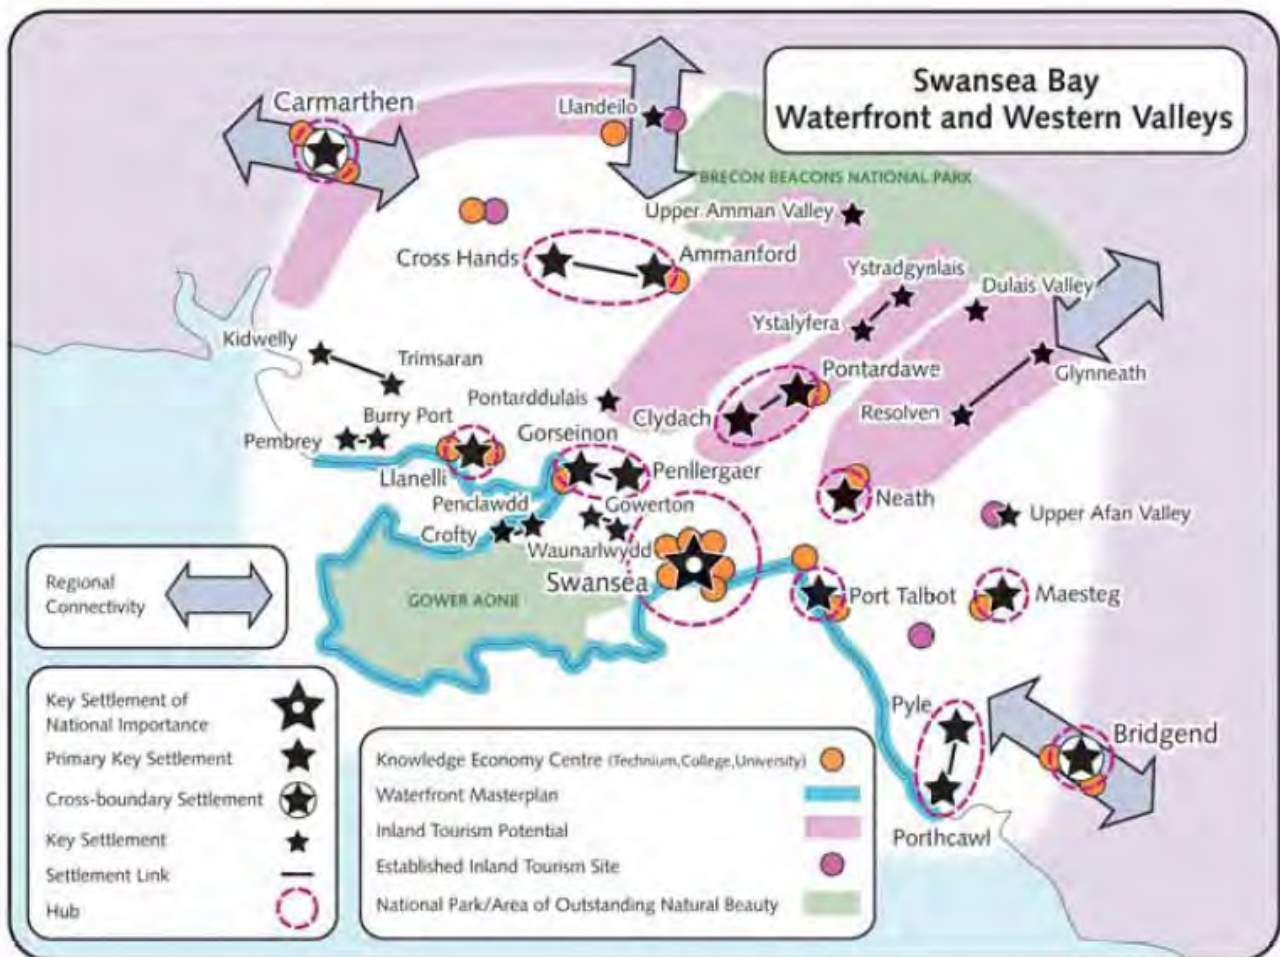 Swansea Bay
Waterfront and Western Valleys
Carmarthen
Llandeilo
BRECON BEACONS NATIONAL PARK
Upper Amman Valley
Cross Hands
Ammanford
Ystradgynlais
Dulais Valley
Ystalyfera
Kidwelly
Trimsaran
Pontardawe
Glynneath
Pontarddulais
Clydach
Resolven
Burry Port
Pembrey
Gorseinon
Llanelli
Penllergaer
Neath
Penclawdd
Gowerton
Crofty
Waunarlwydd
Upper Afan Valley
Swansea
GOWER AONB
Port Talbot
Maesteg
Regional
Connectivity
Pyle
Bridgend
Porthcawl
Key Settlement of
National Importance
Primary Key Settlement
Cross-boundary Settlement
Key Settlement
Settlement Link
Hub
Knowledge Economy Centre (Technium,College,University)
Waterfront Masterplan
Inland Tourism Potential
Established Inland Tourism Site
National Park/Area of Outstanding Natural Beauty